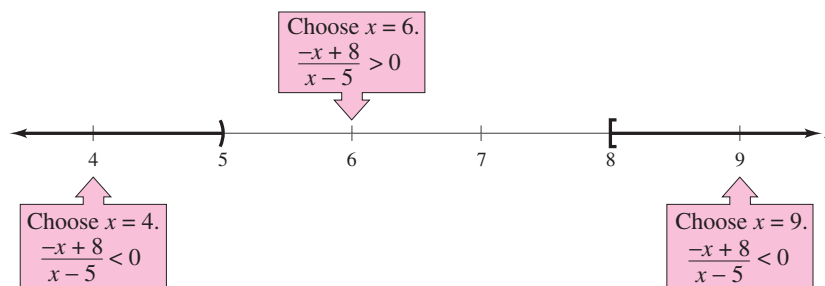 Choose x = 6.
−x + 8
x − 5 > 0
4 5 6 7 8 9
Choose x = 4.
−x + 8
x − 5 < 0
Choose x = 9.
−x + 8
x − 5 < 0